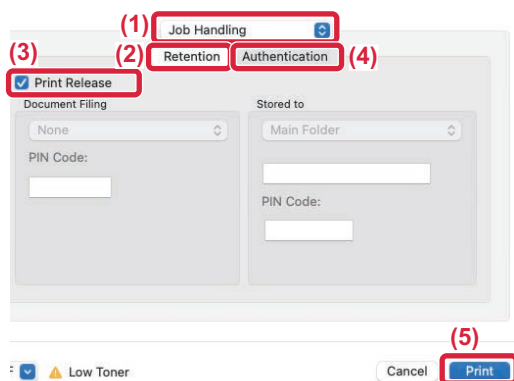 (1) Job Handling
(3) (2) Retention Authentication (4)
Print Release
Document Filing Stored to
None Main Folder
PIN Code:
PIN Code:
(5)
Low Toner Cancel Print